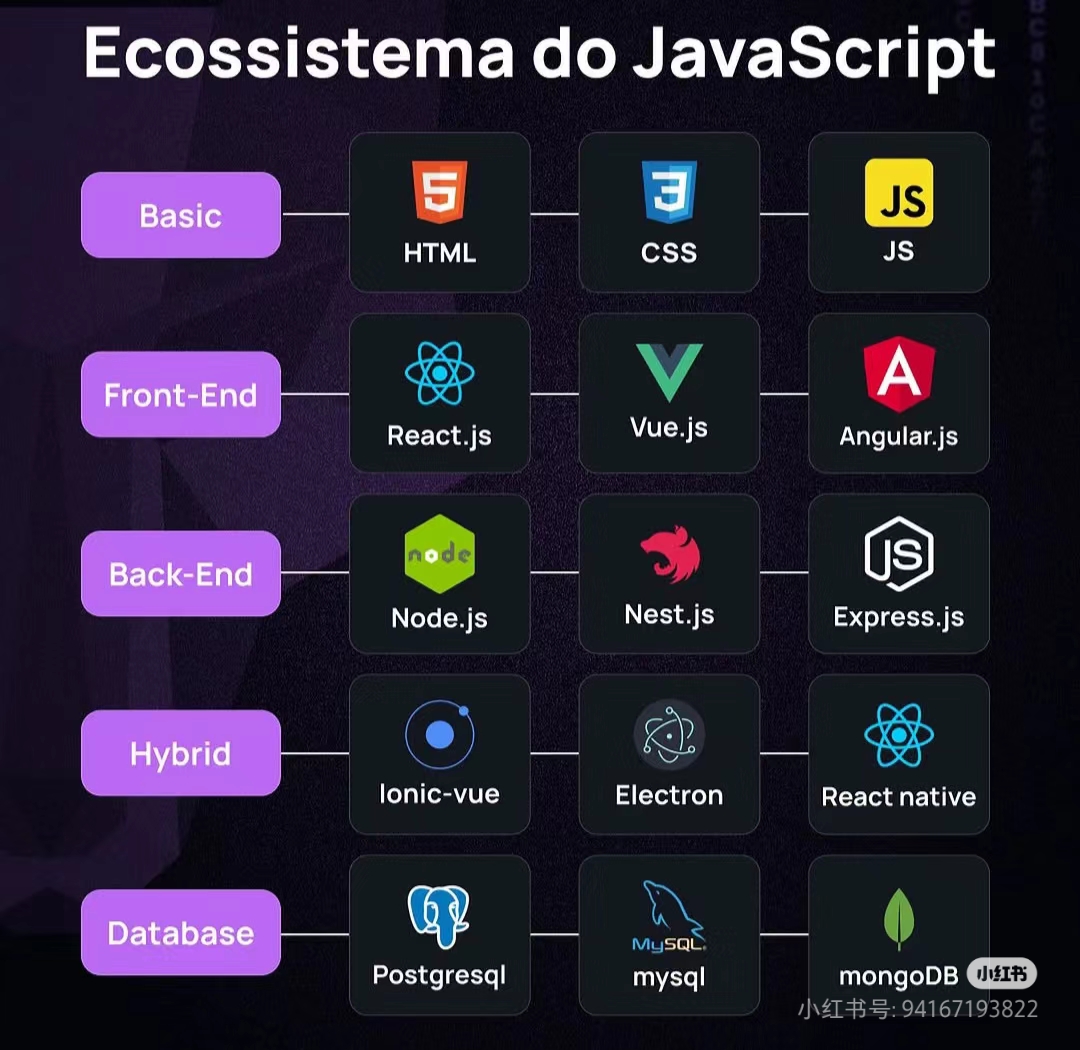 Ecossistema do JavaScript
Basic
HTML
CSS
JS
JS
Front-End
React.js
Vue.js
Angular.js
Back-End
node
Node.js
Nest.js
JS
Express.js
Hybrid
Ionic-vue
Electron
React native
Database
Postgresql
MySQL
mysql
mongoDB
小红书
小红书号: 94167193822